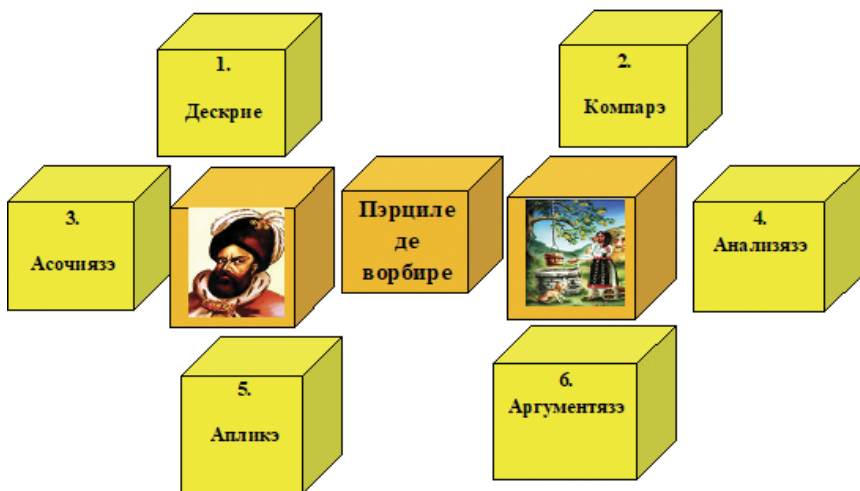 1.
Дескрие
2.
Компарэ
3.
Асочиязэ
Пэрциле
де
ворбире
4.
Анализязэ
5.
Апликэ
6.
Аргументязэ